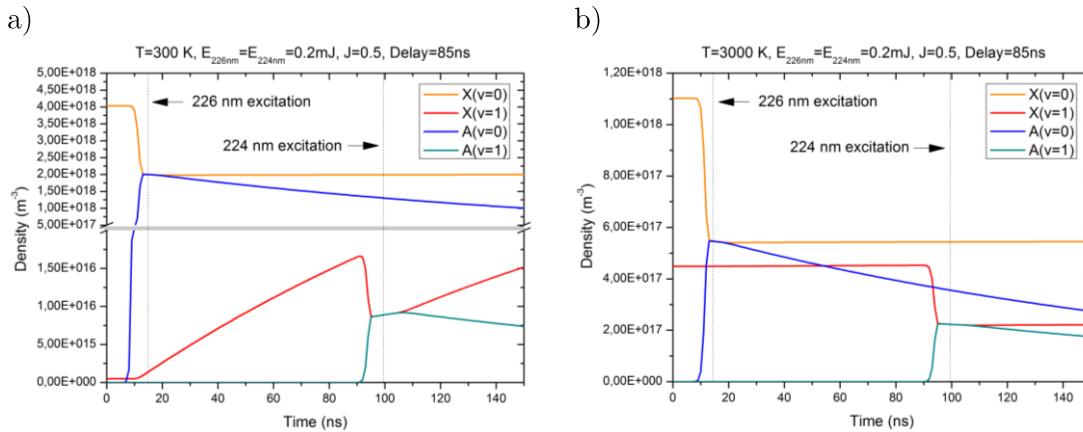 a)
T=300 K, E226nm=E224nm=0.2mJ, J=0.5, Delay=85ns
5,00E+018
4,50E+018
4,00E+018
3,50E+018
3,00E+018
2,50E+018
2,00E+018
1,50E+018
1,00E+018
5,00E+017
1,50E+016
1,00E+016
5,00E+015
0,00E+000
Density (m-3)
226 nm excitation
224 nm excitation
X(v=0)
X(v=1)
A(v=0)
A(v=1)
0 20 40 60 80 100 120 140
Time (ns)
b)
T=3000 K, E226nm=E224nm=0.2mJ, J=0.5, Delay=85ns
1,20E+018
1,00E+018
8,00E+017
6,00E+017
4,00E+017
2,00E+017
0,00E+000
Density (m-3)
226 nm excitation
224 nm excitation
X(v=0)
X(v=1)
A(v=0)
A(v=1)
0 20 40 60 80 100 120 140
Time (ns)